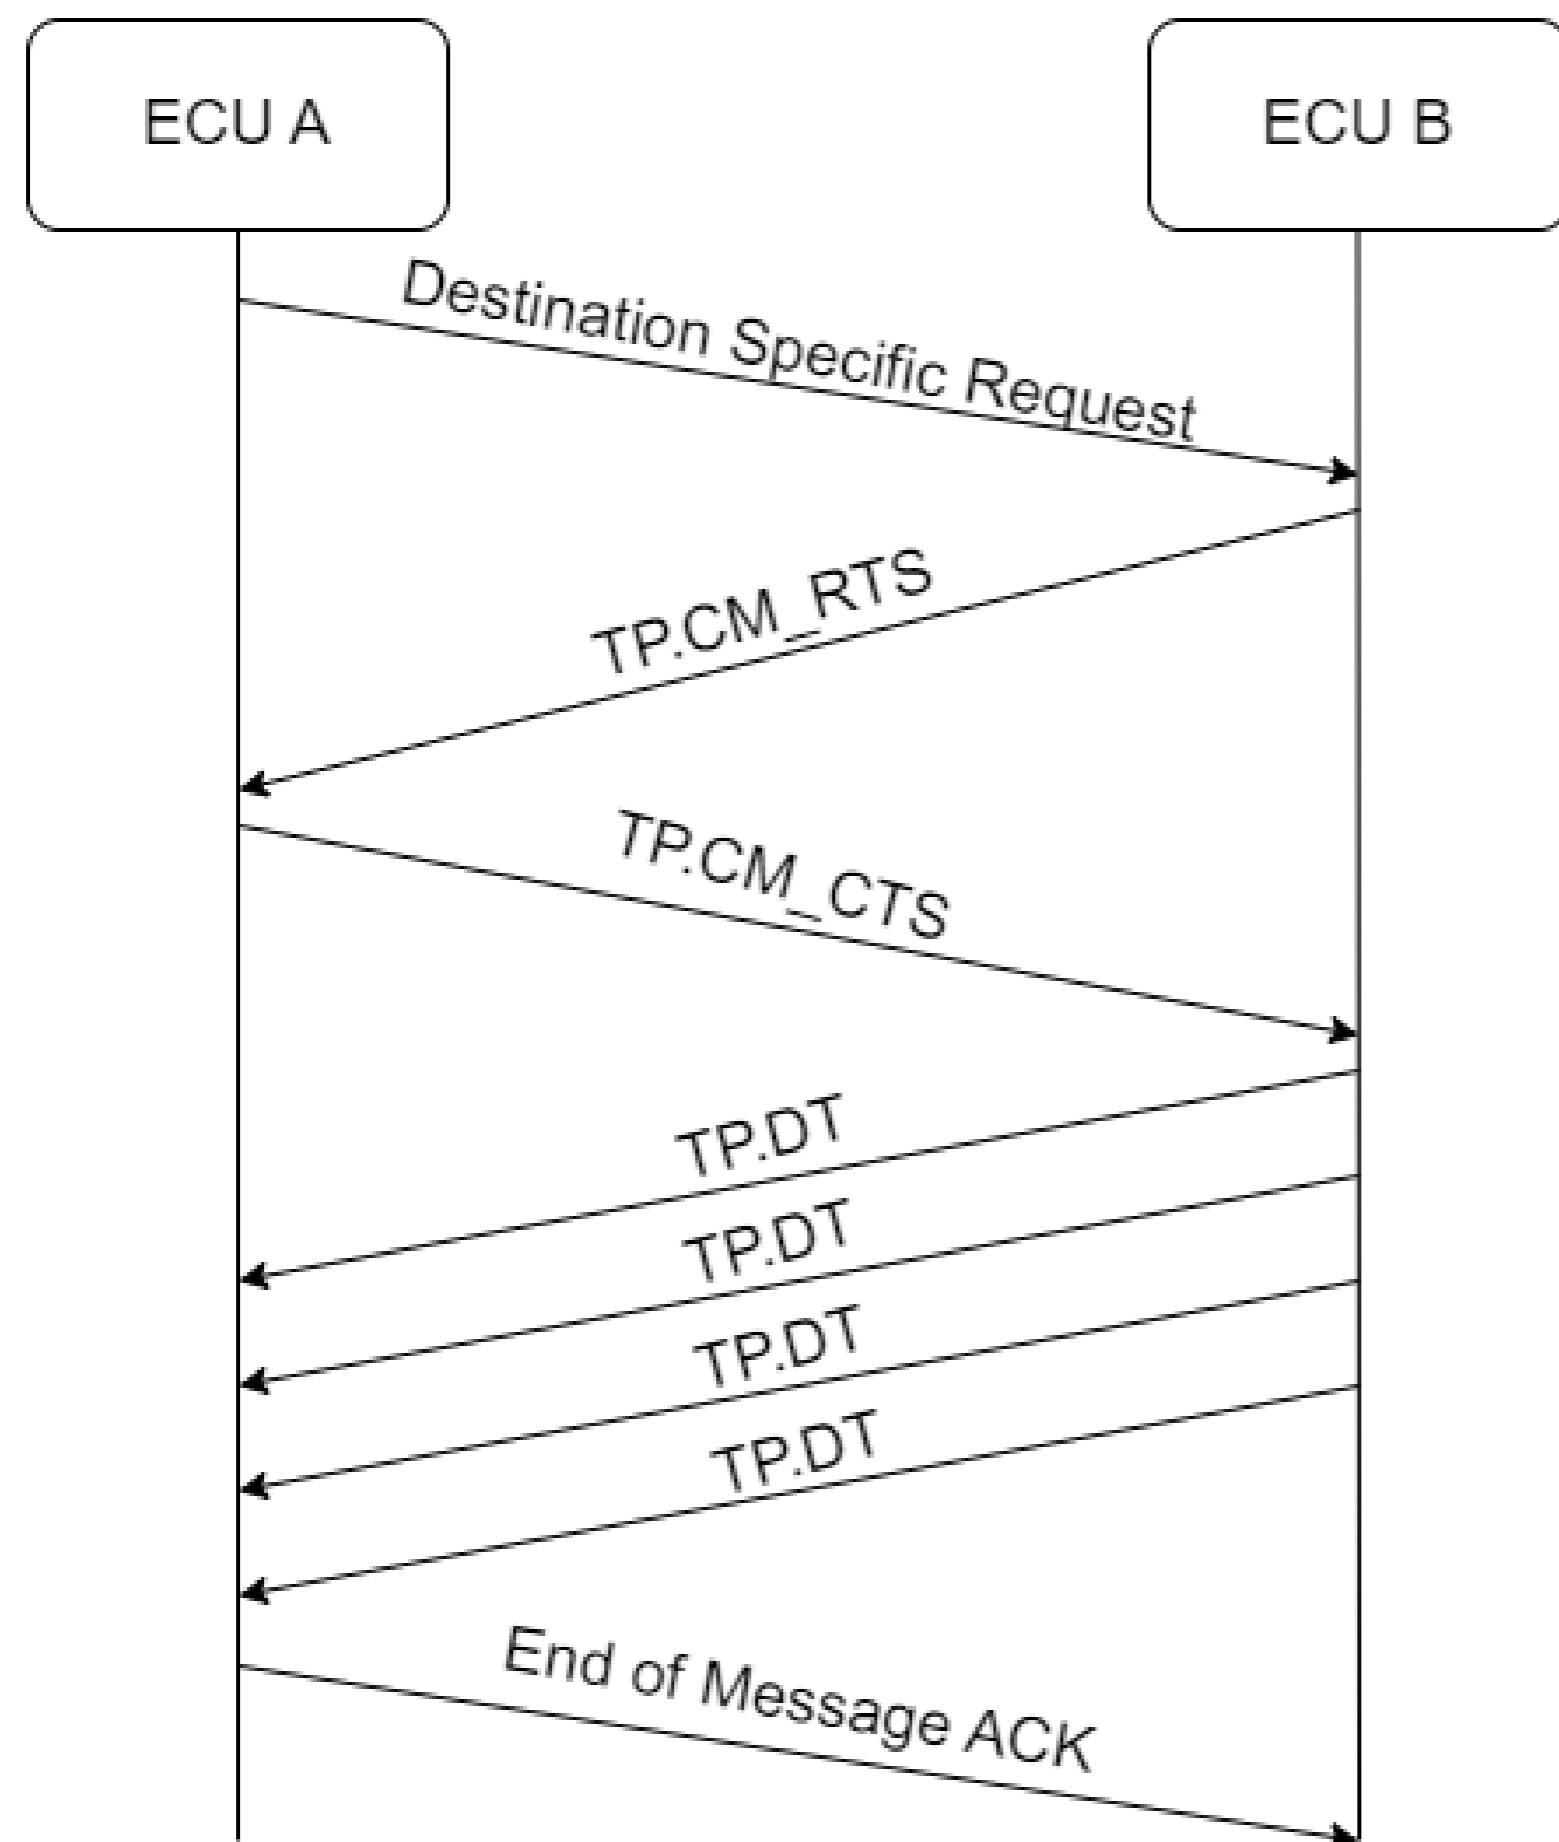 ECU A
ECU B
Destination Specific Request
TP.CM_RTS
TP.CM_CTS
TP.DT
TP.DT
TP.DT
TP.DT
End of Message ACK